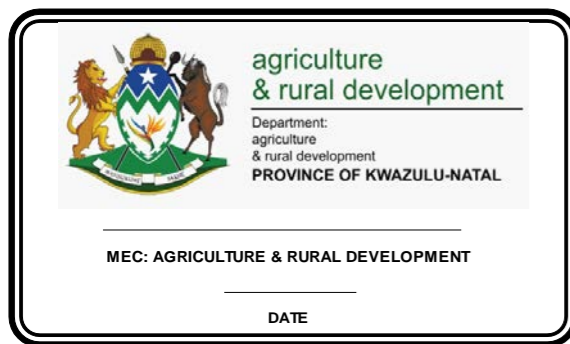 agriculture
& rural development
Department:
agriculture
& rural development
PROVINCE OF KWAZULU-NATAL
MEC: AGRICULTURE & RURAL DEVELOPMENT
DATE